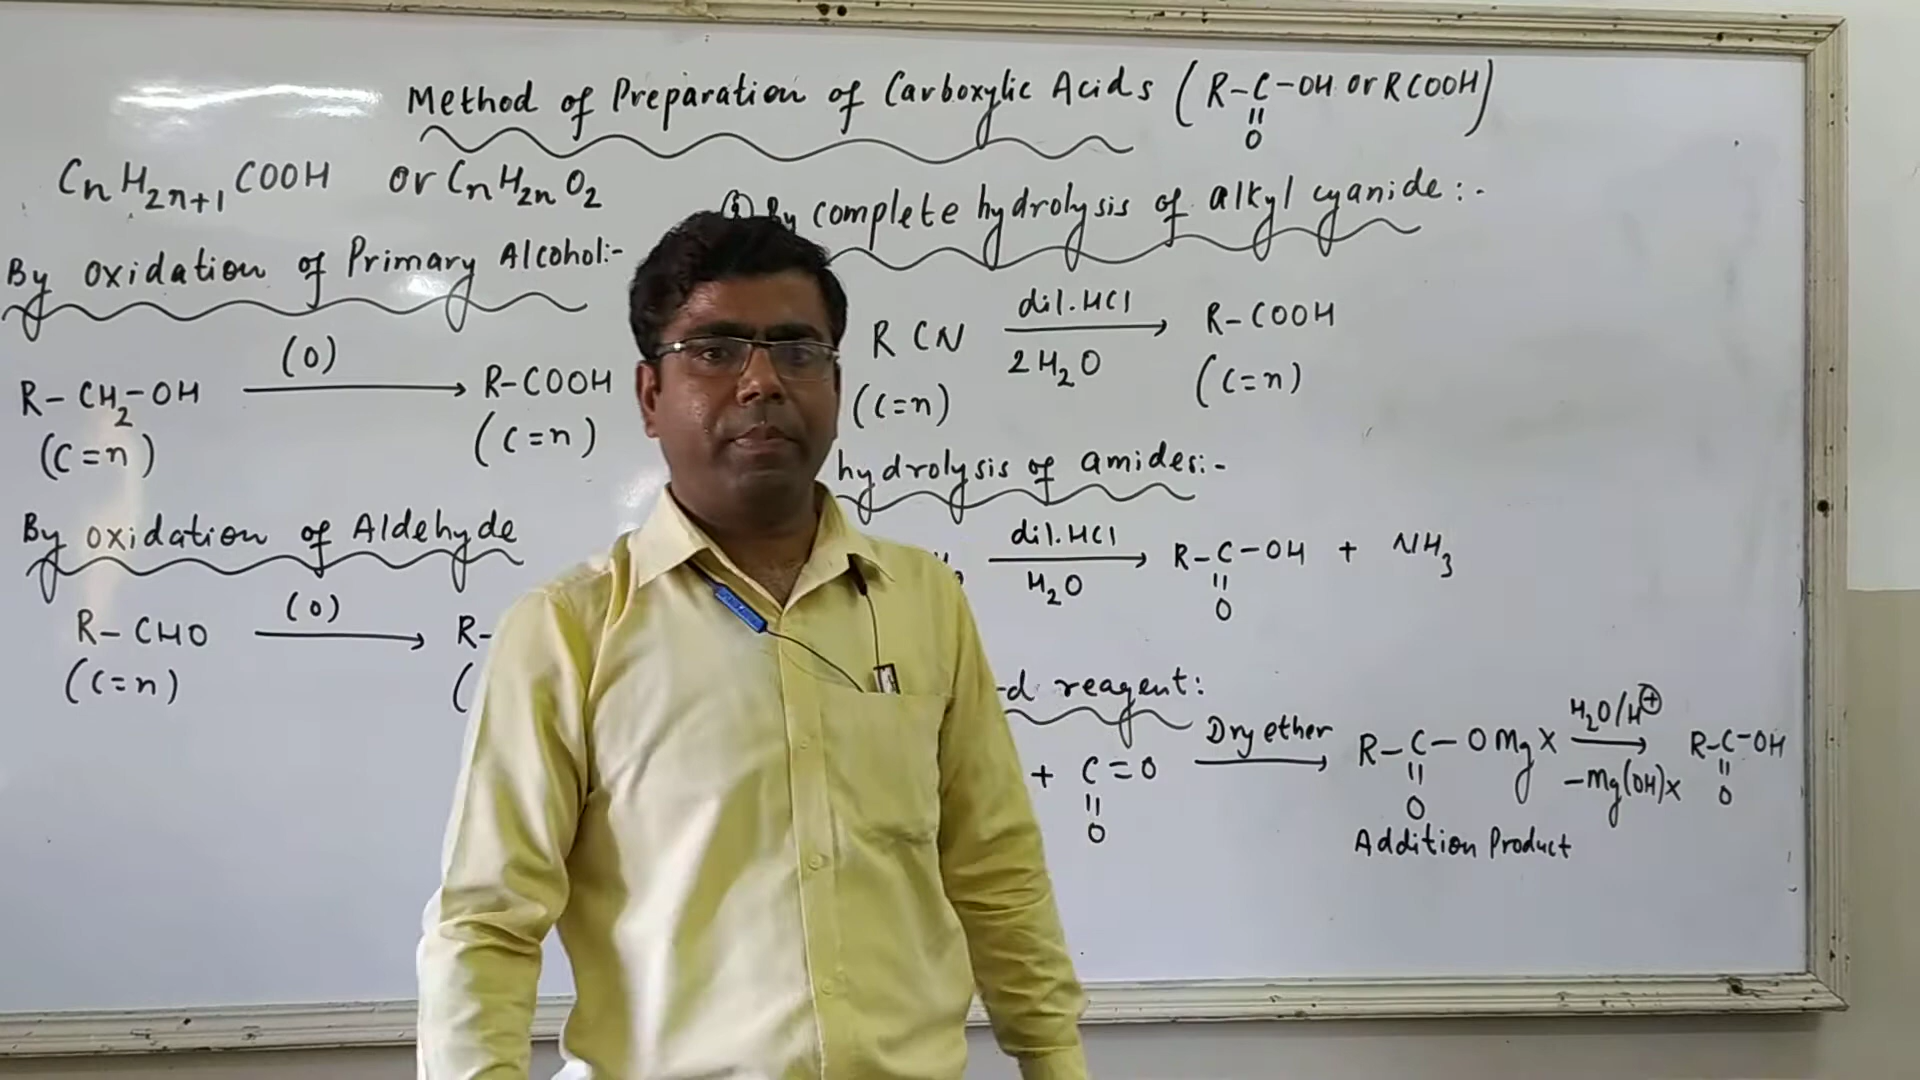 Method of Preparation of Carboxylic Acids (R-C-OH or RCOOH)
||
O
CnH2n+1COOH or CnH2nO2
By oxidation of Primary Alcohol:-
(O)
R-CH2-OH ⟶ R-COOH
(C=n) (C=n)
By oxidation of Aldehyde
(O)
R-CHO ⟶ R-
(C=n) (
By complete hydrolysis of alkyl cyanide:-
dil.HCl
R CN ⟶ R-COOH
2H2O
(C=n) (C=n)
hydrolysis of amides:-
dil.HCl
⟶ R-C-OH + NH3
H2O ||
O
-d reagent:
Dry ether H2O/H⊕
+ C=O ⟶ R-C-OMgX ⟶ R-C-OH
|| || -Mg(OH)X ||
O O O
Addition Product